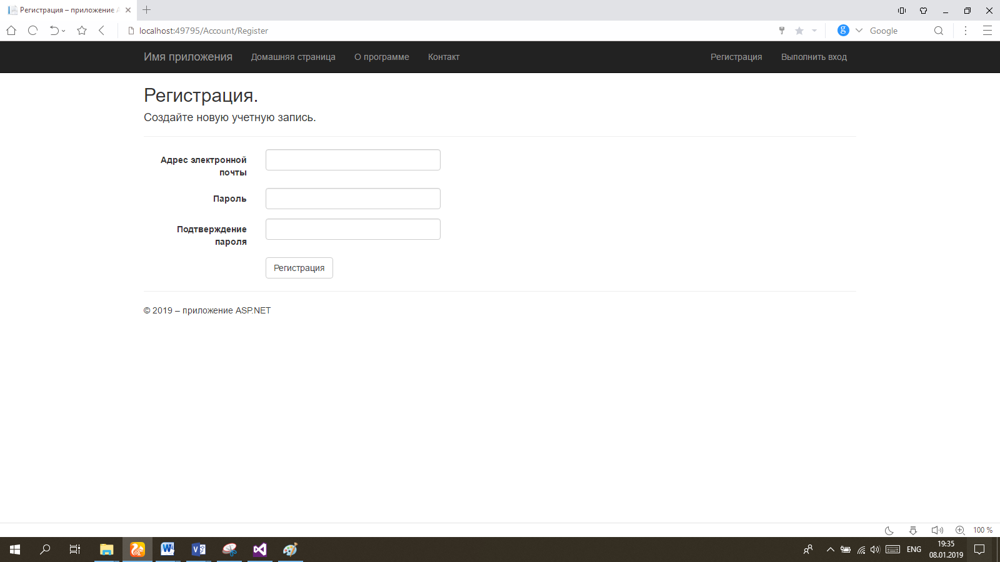 Регистрация – приложение A
localhost:49795/Account/Register
Google
Имя приложения
Домашняя страница
О программе
Контакт
Регистрация
Выполнить вход
Регистрация.
Создайте новую учетную запись.
Адрес электронной
почты
Пароль
Подтверждение
пароля
Регистрация
© 2019 – приложение ASP.NET
100 %
ENG
19:35
08.01.2019